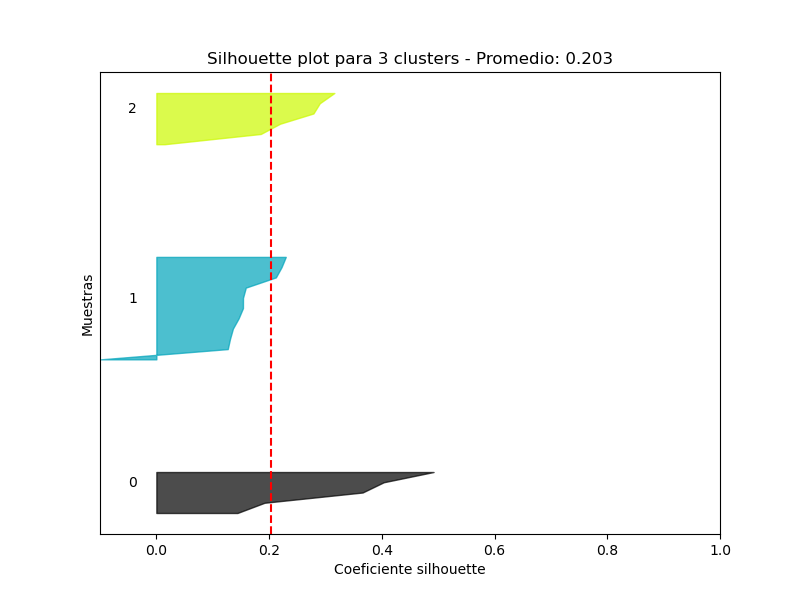 Silhouette plot para 3 clusters - Promedio: 0.203
2
1
0
Muestras
0.0 0.2 0.4 0.6 0.8 1.0
Coeficiente silhouette